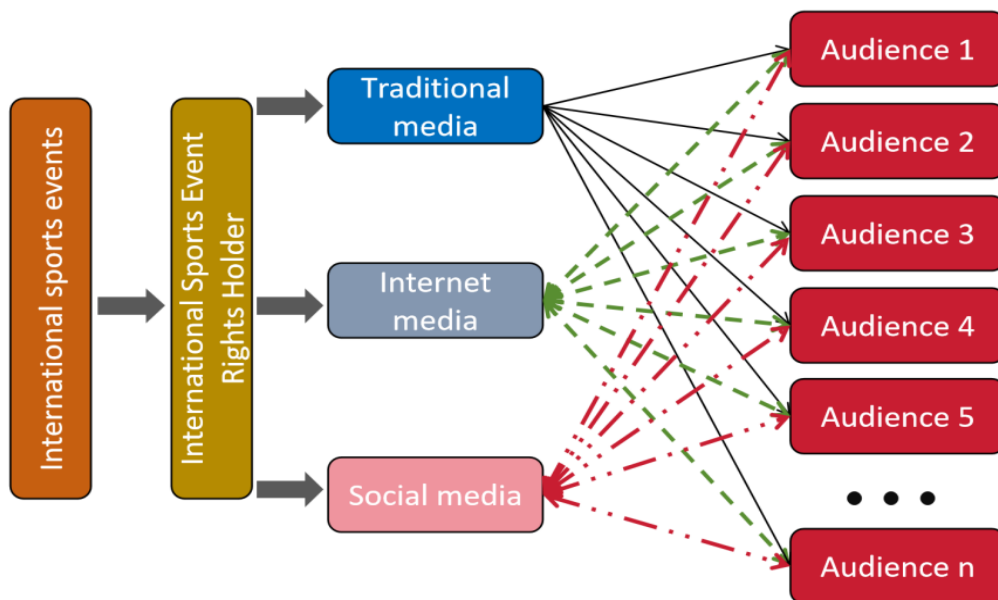 International sports events
International Sports Event
Rights Holder
Traditional
media
Internet
media
Social media
Audience 1
Audience 2
Audience 3
Audience 4
Audience 5
• • •
Audience n